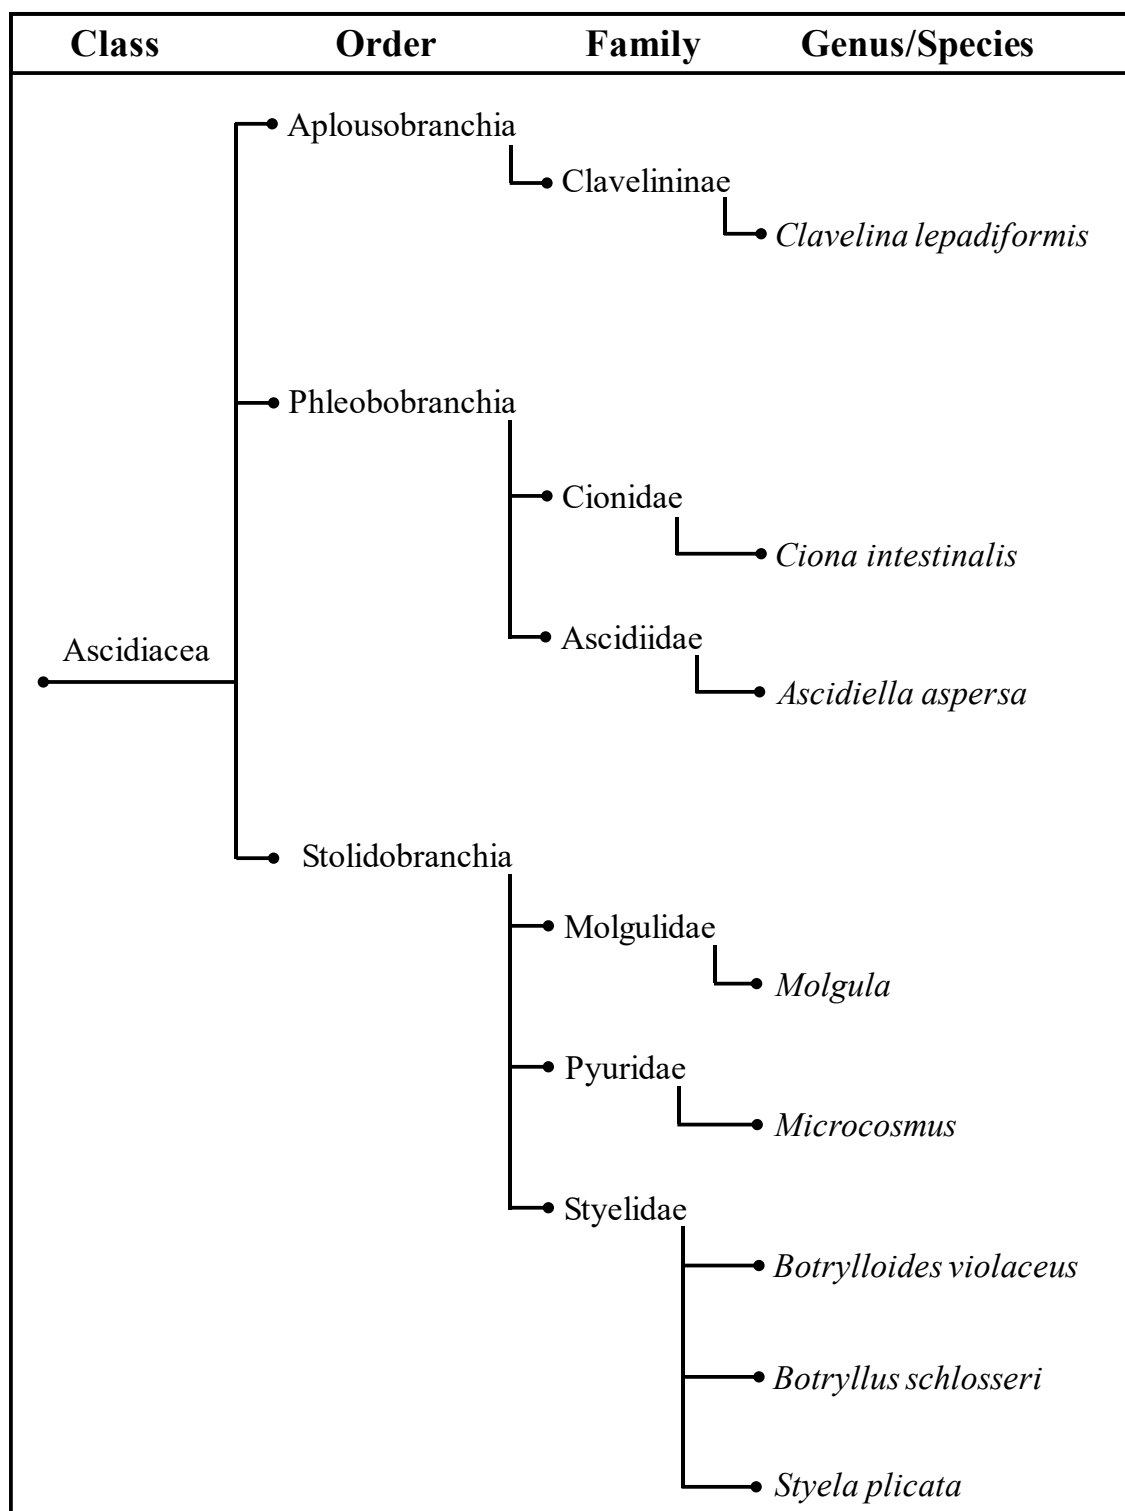 Class Order Family Genus/Species
Aplousobranchia
Clavelininae
Clavelina lepadiformis
Phleobobranchia
Cionidae
Ciona intestinalis
Ascidiidae
Ascidiacea
Ascidiella aspersa
Stolidobranchia
Molgulidae
Molgula
Pyuridae
Microcosmus
Styelidae
Botrylloides violaceus
Botryllus schlosseri
Styela plicata